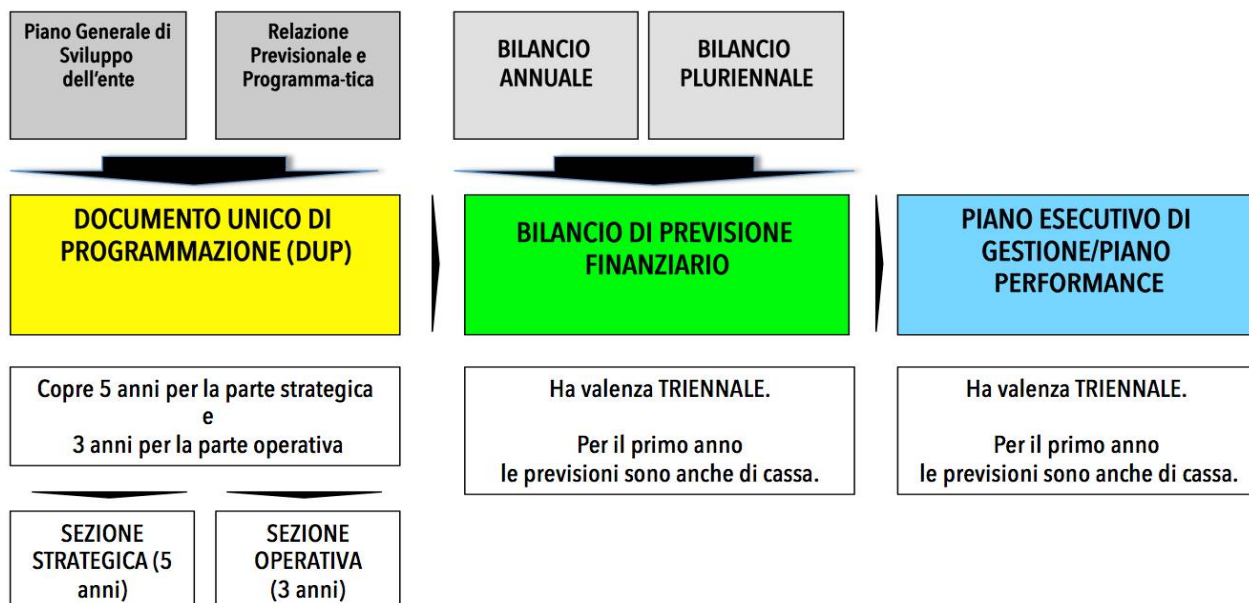 Piano Generale di
Sviluppo
dell'ente
Relazione
Previsionale e
Programma-tica
BILANCIO
ANNUALE
BILANCIO
PLURIENNALE
DOCUMENTO UNICO DI
PROGRAMMAZIONE (DUP)
BILANCIO DI PREVISIONE
FINANZIARIO
PIANO ESECUTIVO DI
GESTIONE/PIANO
PERFORMANCE
Copre 5 anni per la parte strategica
e
3 anni per la parte operativa
Ha valenza TRIENNALE.
Per il primo anno
le previsioni sono anche di cassa.
Ha valenza TRIENNALE.
Per il primo anno
le previsioni sono anche di cassa.
SEZIONE
STRATEGICA (5
anni)
SEZIONE
OPERATIVA
(3 anni)